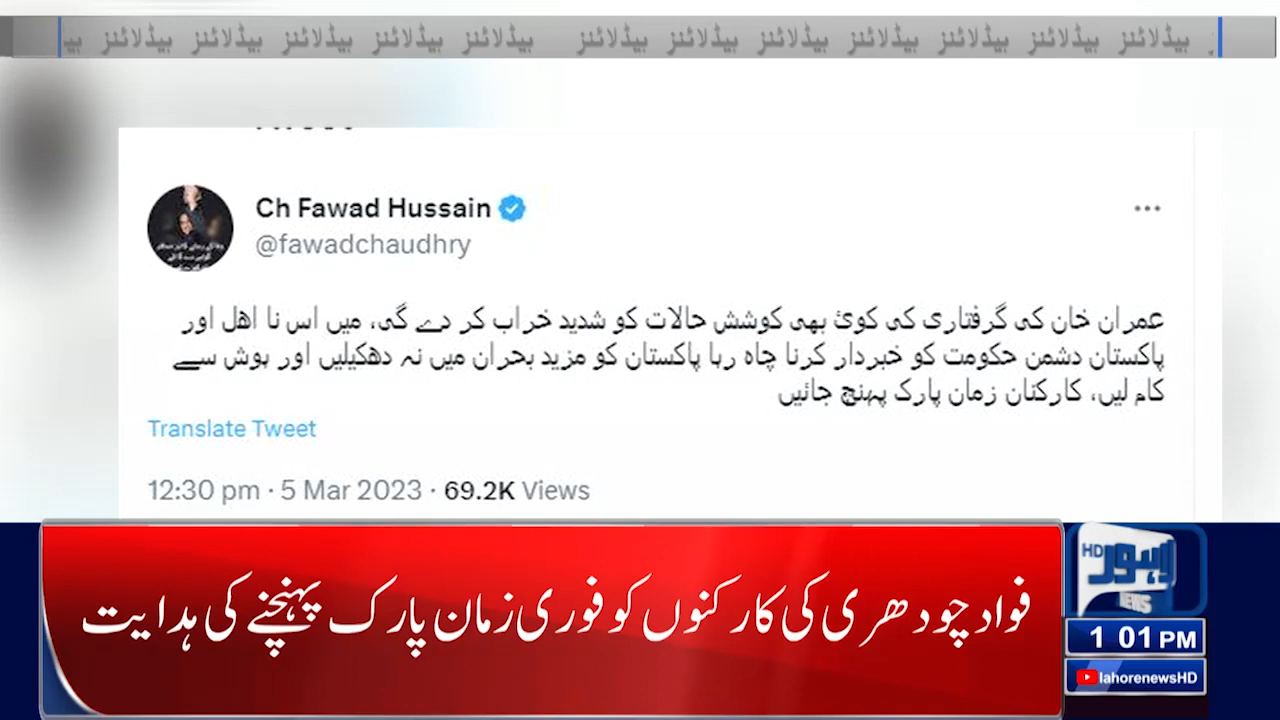 ہیڈلائنز ہیڈلائنز ہیڈلائنز ہیڈلائنز ہیڈلائنز ہیڈلائنز ہیڈلائنز ہیڈلائنز ہیڈلائنز ہیڈلائنز ہیڈلائنز ہیڈلائنز
Ch Fawad Hussain
@fawadchaudhry
عمران خان کی گرفتاری کی کوئ بھی کوشش حالات کو شدید خراب کر دے گی، میں اس نا اھل اور
پاکستان دشمن حکومت کو خبردار کرنا چاہ رہا پاکستان کو مزید بحران میں نہ دھکیلیں اور ہوش سے
کام لیں، کارکنان زمان پارک پہنچ جائیں
Translate Tweet
12:30 pm · 5 Mar 2023 · 69.2K Views
فواد چودھری کی کارکنوں کو فوری زمان پارک پہنچنے کی ہدایت
لاہور HD
NEWS
1 01 PM
lahorenewsHD